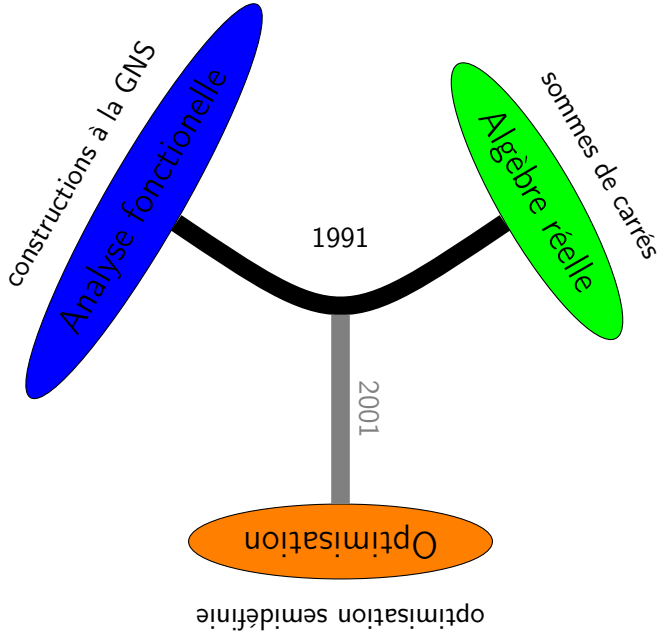 constructions à la GNS
Analyse fonctionelle
Algèbre réelle
sommes de carrés
1991
2001
Optimisation
optimisation semidéfinie